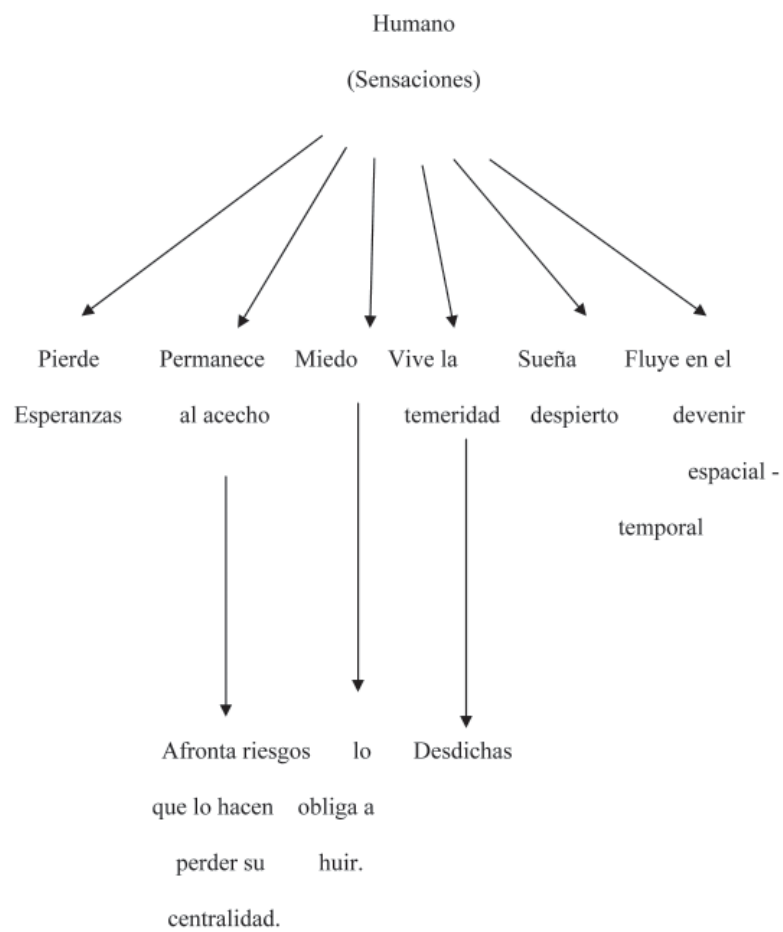 Humano
(Sensaciones)
Pierde Permanece Miedo Vive la Sueña Fluye en el
Esperanzas al acecho temeridad despierto devenir
espacial -
temporal
Afronta riesgos lo Desdichas
que lo hacen obliga a
perder su huir.
centralidad.